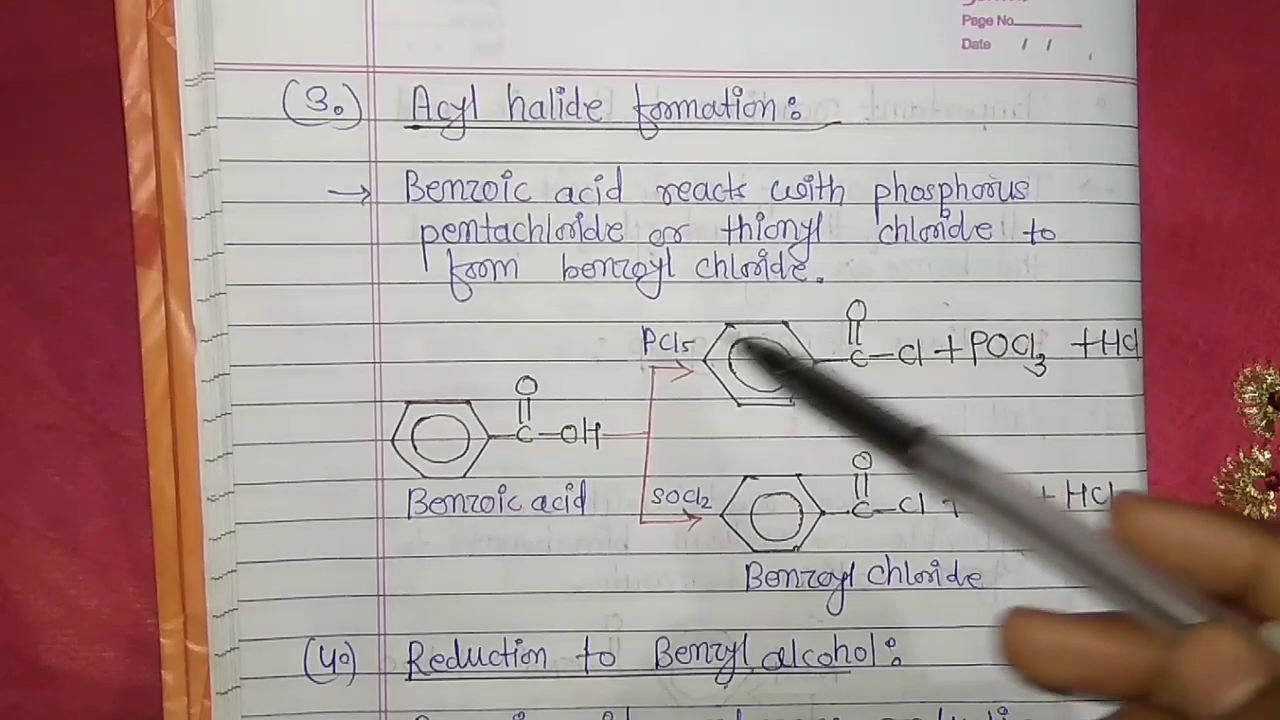 Page No.
Date / /
(3.) Acyl halide formation:
→ Benzoic acid reacts with phosphorus
pentachloride or thionyl chloride to
form benzoyl chloride.
PCl5
O
C-Cl + POCl3 + HCl
O
C-OH
Benzoic acid
SOCl2
O
C-Cl + + HCl
Benzoyl chloride
(4.) Reduction to Benzyl alcohol: